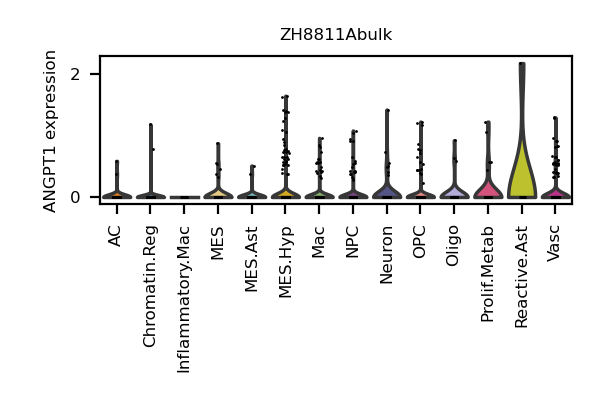 ZH8811Abulk
ANGPT1 expression
2
0
AC
Chromatin.Reg
Inflammatory.Mac
MES
MES.Ast
MES.Hyp
Mac
NPC
Neuron
OPC
Oligo
Prolif.Metab
Reactive.Ast
Vasc